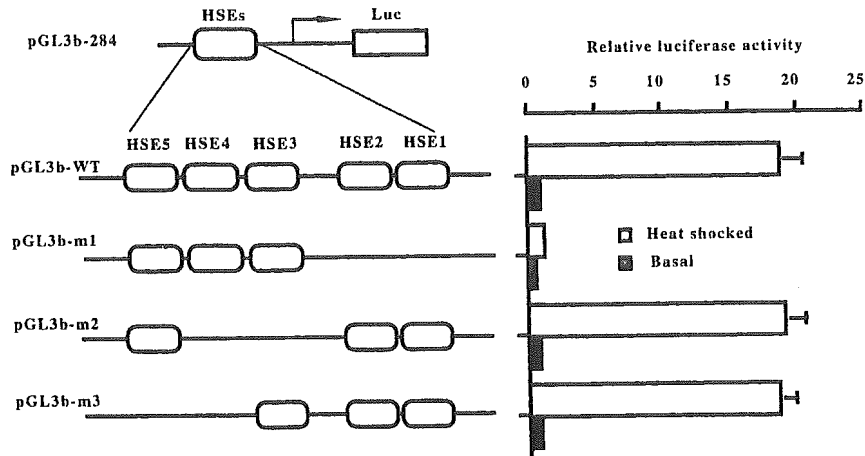 HSEs
Luc
pGL3b-284
Relative luciferase activity
0 5 10 15 20 25
HSE5 HSE4 HSE3 HSE2 HSE1
pGL3b-WT
pGL3b-m1
Heat shocked
Basal
pGL3b-m2
pGL3b-m3